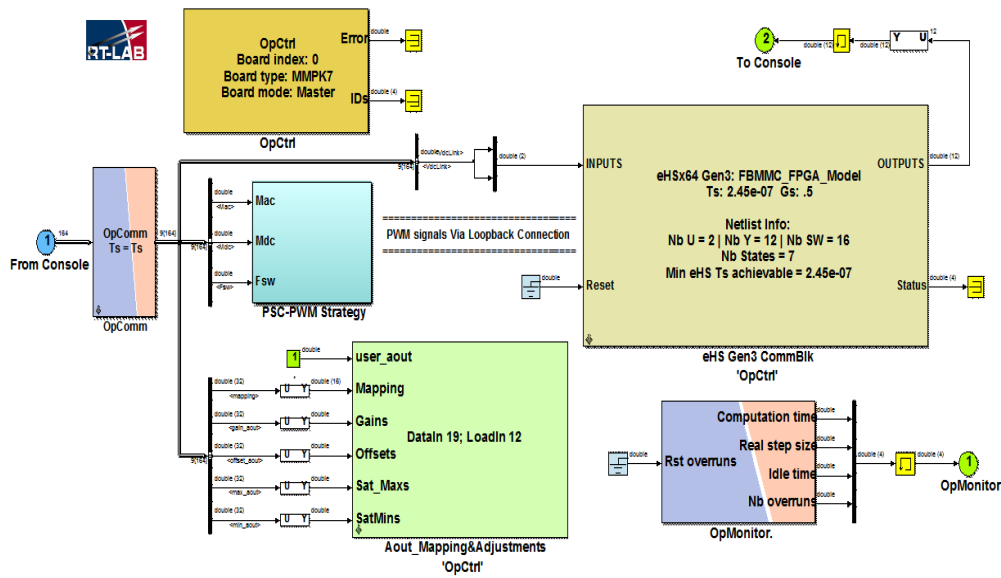 RT-LAB
OpCtrl
Board index: 0
Board type: MMPK7
Board mode: Master
Error
double
IDs
double (4)
OpCtrl
2
To Console
double (12)
double (12)
Y U
12
double
<VdcLink>
9(164)
<VdcLink>
double (2)
INPUTS
OUTPUTS
double (12)
eHSx64 Gen3: FBMMC_FPGA_Model
Ts: 2.45e-07 Gs: .5
Netlist Info:
Nb U = 2 | Nb Y = 12 | Nb SW = 16
Nb States = 7
Min eHS Ts achievable = 2.45e-07
double
Reset
Status
double (4)
eHS Gen3 CommBlk
'OpCtrl'
1
164
From Console
OpComm
Ts = Ts
9(164)
OpComm
double
<Mac>
double
<Mdc>
9(164)
double
<Fsw>
Mac
Mdc
Fsw
PSC-PWM Strategy
====================
PWM signals Via Loopback Connection
====================
1
double
user_aout
double (32)
<mapping>
U Y
double (16)
Mapping
double (32)
<gain_aout>
U Y
double
Gains
double (32)
9(164)
<offset_aout>
U Y
double
Offsets
double (32)
<max_aout>
U Y
double
Sat_Maxs
double (32)
<min_aout>
U Y
double
SatMins
DataIn 19; LoadIn 12
Aout_Mapping&Adjustments
'OpCtrl'
double
Rst overruns
Computation time
double
Real step size
double
Idle time
double
Nb overruns
double
double (4)
double (4)
1
OpMonitor
OpMonitor.